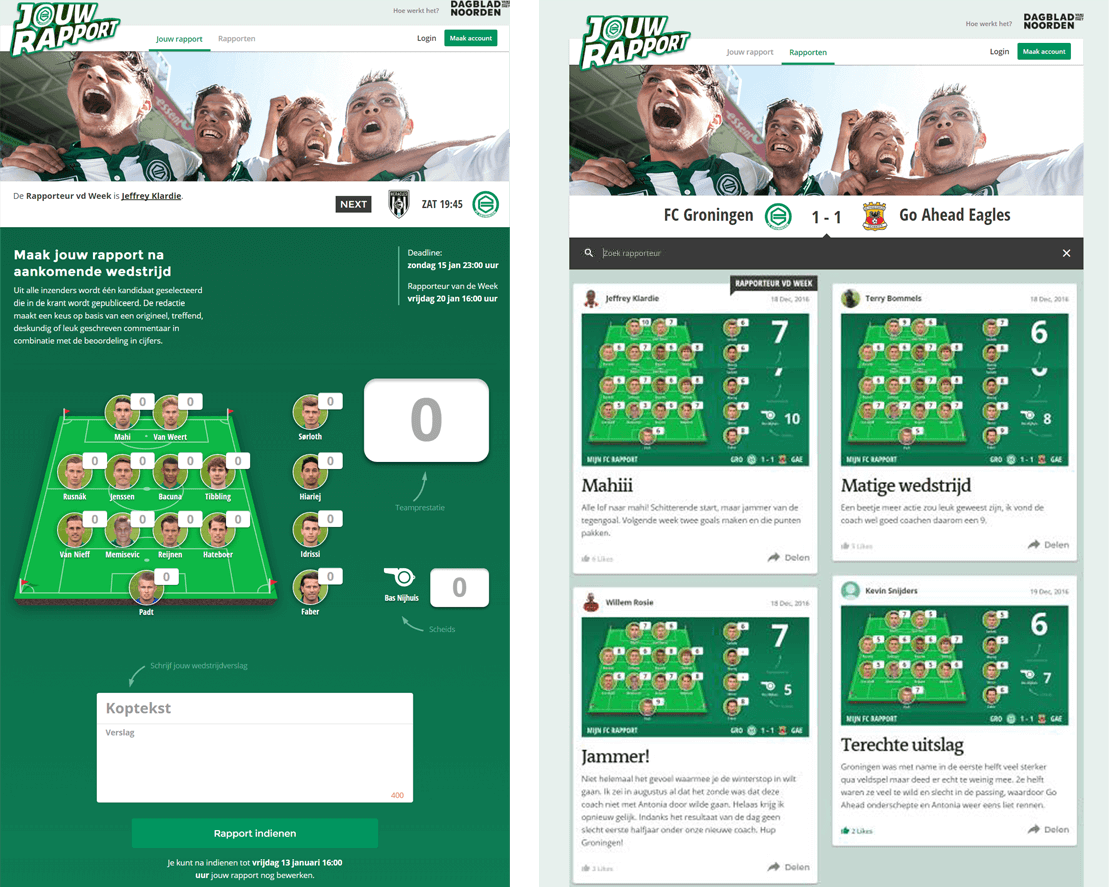 JOUW
RAPPORT
Hoe werkt het?
DAGBLAD VAN HET
NOORDEN
Jouw rapport
Rapporten
Login
Maak account
De Rapporteur vd Week is Jeffrey Klardie.
NEXT
ZAT 19:45
Maak jouw rapport na
aankomende wedstrijd
Uit alle inzenders wordt één kandidaat geselecteerd
die in de krant wordt gepubliceerd. De redactie
maakt een keus op basis van een origineel, treffend,
deskundig of leuk geschreven commentaar in
combinatie met de beoordeling in cijfers.
Deadline:
zondag 15 jan 23:00 uur
Rapporteur van de Week
vrijdag 20 jan 16:00 uur
0 0 0
Mahi Van Weert Sørloth
0
Teamprestatie
0 0 0 0 0
Rusnák Jenssen Bacuna Tibbling Hiariej
0 0 0 0 0
Van Nieff Memisevic Reijnen Hateboer Idrissi
0 0
Padt Faber
Bas Nijhuis
0
Scheids
Schrijf jouw wedstrijdverslag
Koptekst
Verslag
400
Rapport indienen
Je kunt na indienen tot vrijdag 13 januari 16:00
uur jouw rapport nog bewerken.
JOUW
RAPPORT
Hoe werkt het?
DAGBLAD VAN HET
NOORDEN
Jouw rapport
Rapporten
Login
Maak account
FC Groningen
1 - 1
Go Ahead Eagles
Zoek rapporteur
RAPPORTEUR VD WEEK
Jeffrey Klardie
18 Dec, 2016
7
10
MIJN FC RAPPORT
GRO 1 - 1 GAE
Mahiii
Alle lof naar mahi! Schitterende start, maar jammer van de
tegengoal. Volgende week twee goals maken en die punten
pakken.
6 Likes
Delen
Terry Bommels
18 Dec, 2016
6
8
MIJN FC RAPPORT
GRO 1 - 1 GAE
Matige wedstrijd
Een beetje meer actie zou leuk geweest zijn, ik vond de
coach wel goed coachen daarom een 9.
5 Likes
Delen
Willem Rosie
18 Dec, 2016
7
5
MIJN FC RAPPORT
GRO 1 - 1 GAE
Jammer!
Niet helemaal het gevoel waarmee je de winterstop in wilt
gaan. Ik zei in augustus al dat het zonde was dat deze
coach niet met Antonia door wilde gaan. Helaas krijg ik
opnieuw gelijk. Indanks het resultaat van de dag geen
slecht eerste halfjaar onder onze nieuwe coach. Hup
Groningen!
2 Likes
Delen
Kevin Snijders
19 Dec, 2016
6
7
MIJN FC RAPPORT
GRO 1 - 1 GAE
Terechte uitslag
Groningen was met name in de eerste helft veel sterker
qua veldspel maar deed er echt te weinig mee. 2e helft
waren ze veel te wild en slecht in de passing, waardoor Go
Ahead onderschepte en Antonia weer eens liet rennen.
2 Likes
Delen